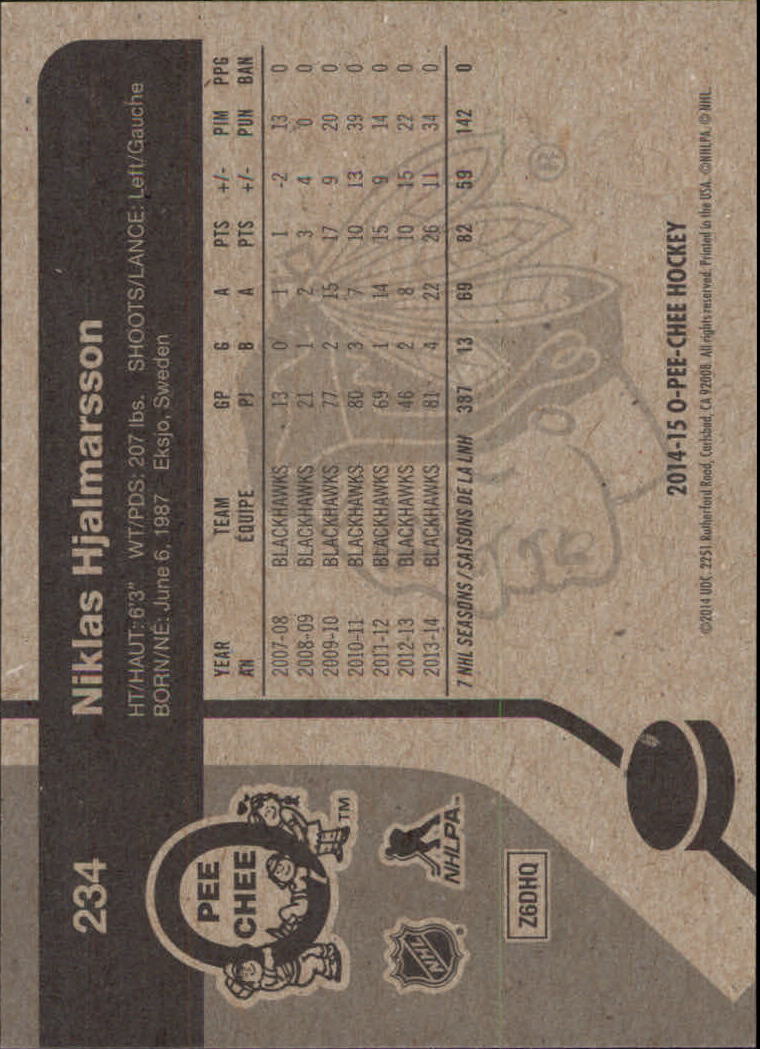 234 Niklas Hjalmarsson
HT/HAUT: 6'3" WT/PDS: 207 lbs. SHOOTS/LANCE: Left/Gauche
BORN/NÉ: June 6, 1987 Eksjo, Sweden
YEAR TEAM GP G A PTS +/- PIM PPG
AN ÉQUIPE PJ B A PTS +/- PUN BAN
2007-08 BLACKHAWKS 13 0 1 1 -2 13 0
2008-09 BLACKHAWKS 21 1 2 3 4 0 0
2009-10 BLACKHAWKS 77 2 15 17 9 20 0
2010-11 BLACKHAWKS 80 3 7 10 13 39 0
2011-12 BLACKHAWKS 69 1 14 15 9 14 0
2012-13 BLACKHAWKS 46 2 8 10 15 22 0
2013-14 BLACKHAWKS 81 4 22 26 11 34 0
7 NHL SEASONS / SAISONS DE LA LNH 387 13 69 82 59 142 0
®
PEE
CHEE
TM
NHL
®
NHLPA™
Z6DHQ
2014-15 O-PEE-CHEE HOCKEY
©2014 UDC. 2251 Rutherford Road, Carlsbad, CA 92008. All rights reserved. Printed in the USA. ©NHLPA. © NHL.